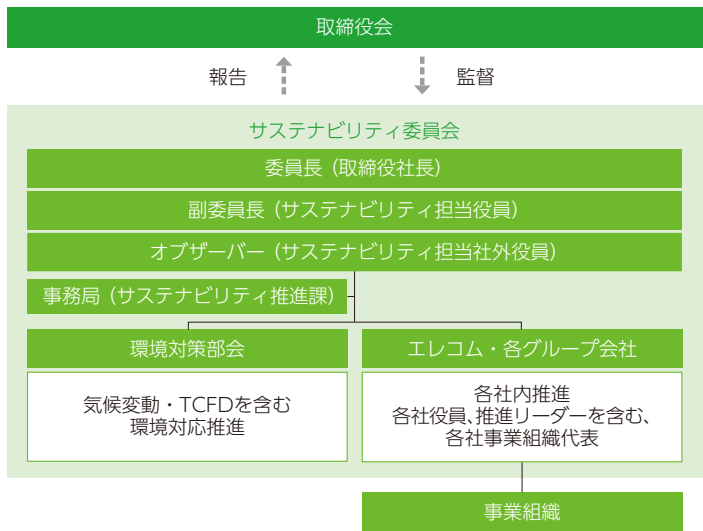 取締役会
報告
監督
サステナビリティ委員会
委員長（取締役社長）
副委員長（サステナビリティ担当役員）
オブザーバー（サステナビリティ担当社外役員）
事務局（サステナビリティ推進課）
環境対策部会
気候変動・TCFDを含む
環境対応推進
エレコム・各グループ会社
各社内推進
各社役員、推進リーダーを含む、
各社事業組織代表
事業組織